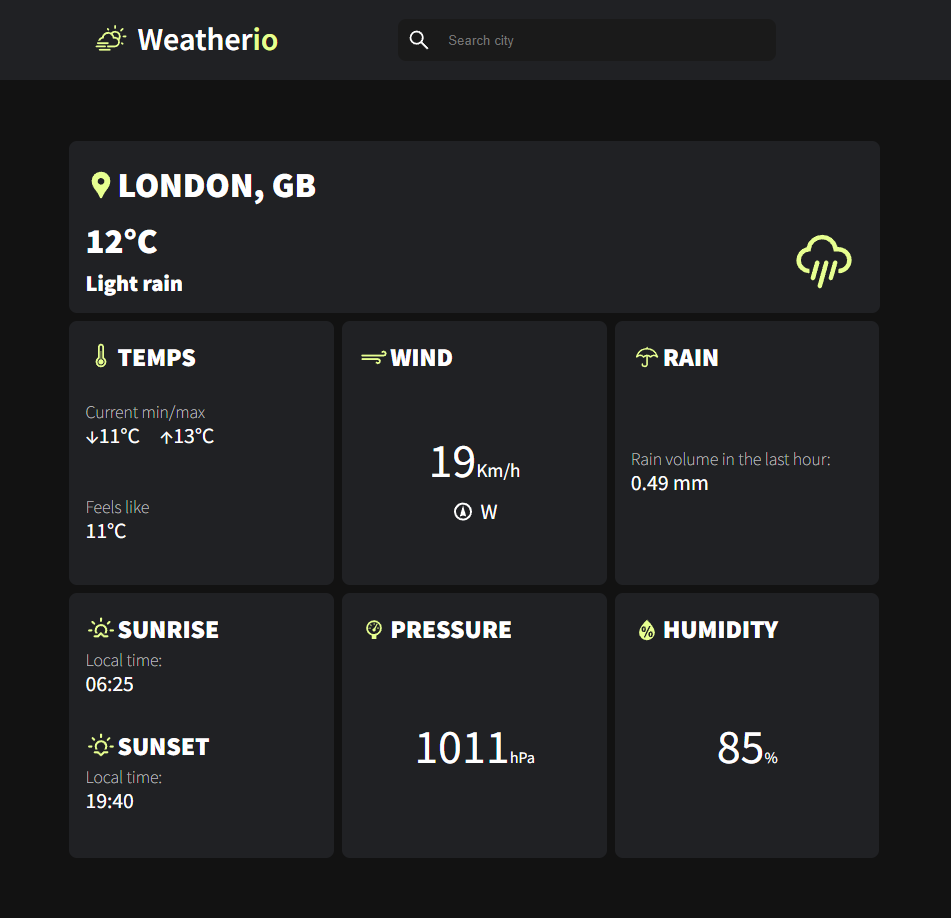 Weatherio
Search city
LONDON, GB
12°C
Light rain
TEMPS
Current min/max
↓11°C ↑13°C
Feels like
11°C
WIND
19Km/h
W
RAIN
Rain volume in the last hour:
0.49 mm
SUNRISE
Local time:
06:25
SUNSET
Local time:
19:40
PRESSURE
1011hPa
HUMIDITY
85%